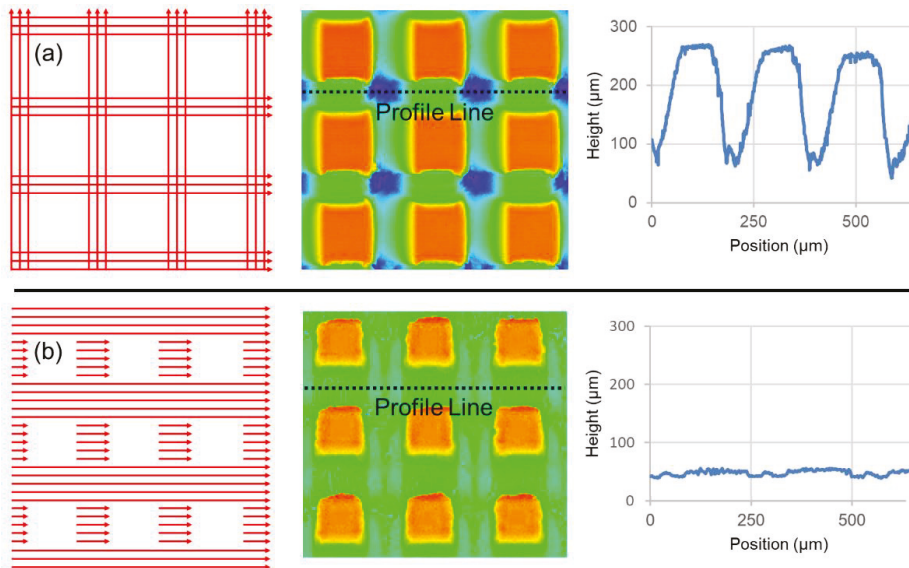 (a)
Profile Line
300
200
100
0
Height (µm)
0
250
500
Position (µm)
(b)
Profile Line
300
200
100
0
Height (µm)
0
250
500
Position (µm)